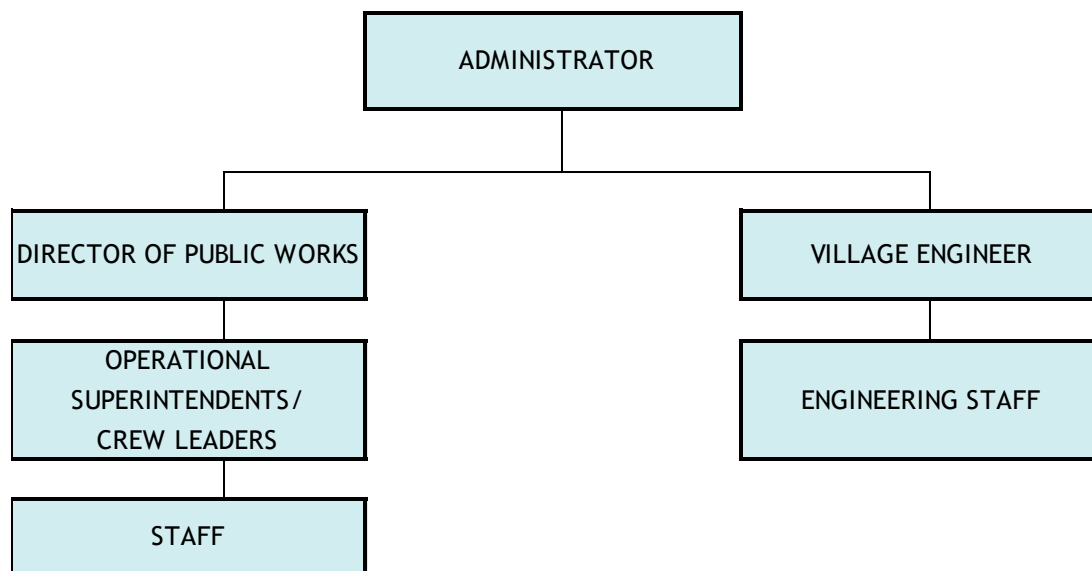 ADMINISTRATOR
DIRECTOR OF PUBLIC WORKS
VILLAGE ENGINEER
OPERATIONAL
SUPERINTENDENTS/
CREW LEADERS
ENGINEERING STAFF
STAFF